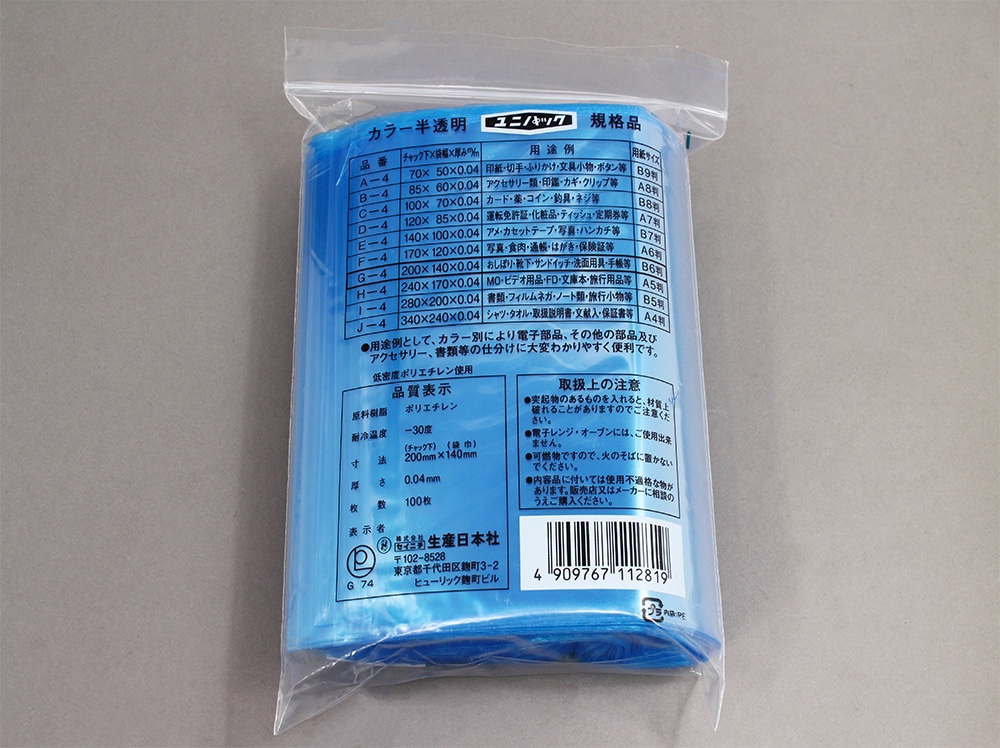 カラー半透明 ユニパック 規格品
品番 チャック下×袋幅×厚み㎜ 用途例 用紙サイズ
A－4 70× 50×0.04 印紙・切手・ふりかけ・文具小物・ボタン等 B9判
B－4 85× 60×0.04 アクセサリー類・印鑑・カギ・クリップ等 A8判
C－4 100× 70×0.04 カード・薬・コイン・釣具・ネジ等 B8判
D－4 120× 85×0.04 運転免許証・化粧品・ティッシュ・定期券等 A7判
E－4 140×100×0.04 アメ・カセットテープ・写真・ハンカチ等 B7判
F－4 170×120×0.04 写真・食肉・通帳・はがき・保険証等 A6判
G－4 200×140×0.04 おしぼり・靴下・サンドイッチ・洗面用具・手帳等 B6判
H－4 240×170×0.04 MO・ビデオ用品・FD・文庫本・旅行用品等 A5判
I－4 280×200×0.04 書類・フィルムネガ・ノート類・旅行小物等 B5判
J－4 340×240×0.04 シャツ・タオル・取扱説明書・文献入・保証書等 A4判
●用途例として、カラー別により電子部品、その他の部品及び
アクセサリー、書類等の仕分けに大変わかりやすく便利です。
低密度ポリエチレン使用
品質表示
原料樹脂 ポリエチレン
耐冷温度 －30度
(チャック下) (袋巾)
寸法 200mm×140mm
厚さ 0.04mm
枚数 100枚
表示者
株式会社 セイニチ 生産日本社
〒102－8528
東京都千代田区麹町3－2
ヒューリック麹町ビル
G 74
取扱上の注意
●突起物のあるものを入れると、材質上
破れることがありますのでご注意くだ
さい。
●電子レンジ・オーブンには、ご使用出来
ません。
●可燃物ですので、火のそばに置かない
でください。
●内容品に付いては使用不適格な物が
あります。販売店又はメーカーに相談の
うえご購入ください。
4 909767 112819
プラ 内袋:PE